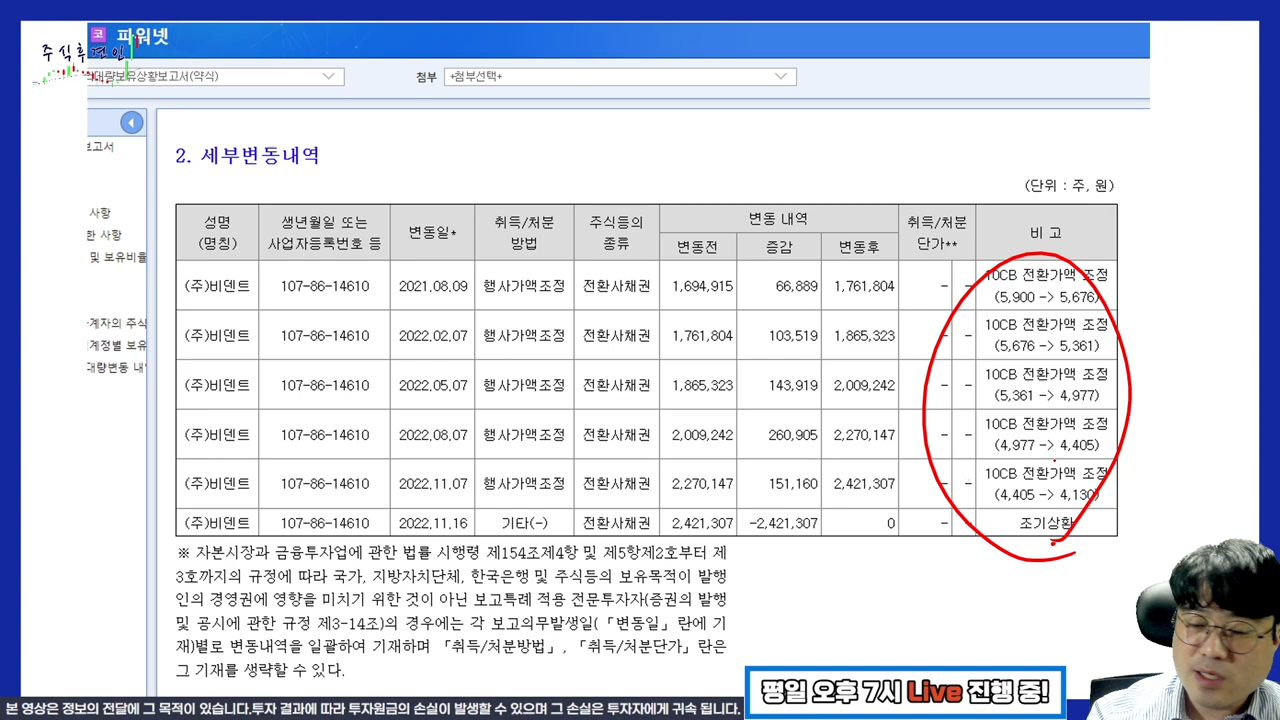 코 파워넷
주식후견인
대량보유상황보고서(약식)
첨부 +첨부선택+
보고서
사항
한 사항
및 보유비율
계자의 주식
계정별 보유
대량변동 내
2. 세부변동내역
(단위 : 주, 원)
성명 (명칭) 생년월일 또는 사업자등록번호 등 변동일* 취득/처분 방법 주식등의 종류 변동 내역 취득/처분 단가** 비 고
변동전 증감 변동후
(주)비덴트 107-86-14610 2021.08.09 행사가액조정 전환사채권 1,694,915 66,889 1,761,804 - - 10CB 전환가액 조정
(5,900 -> 5,676)
(주)비덴트 107-86-14610 2022.02.07 행사가액조정 전환사채권 1,761,804 103,519 1,865,323 - - 10CB 전환가액 조정
(5,676 -> 5,361)
(주)비덴트 107-86-14610 2022.05.07 행사가액조정 전환사채권 1,865,323 143,919 2,009,242 - - 10CB 전환가액 조정
(5,361 -> 4,977)
(주)비덴트 107-86-14610 2022.08.07 행사가액조정 전환사채권 2,009,242 260,905 2,270,147 - - 10CB 전환가액 조정
(4,977 -> 4,405)
(주)비덴트 107-86-14610 2022.11.07 행사가액조정 전환사채권 2,270,147 151,160 2,421,307 - - 10CB 전환가액 조정
(4,405 -> 4,130)
(주)비덴트 107-86-14610 2022.11.16 기타(-) 전환사채권 2,421,307 -2,421,307 0 - - 조기상환
※ 자본시장과 금융투자업에 관한 법률 시행령 제154조제4항 및 제5항제2호부터 제
3호까지의 규정에 따라 국가, 지방자치단체, 한국은행 및 주식등의 보유목적이 발행
인의 경영권에 영향을 미치기 위한 것이 아닌 보고특례 적용 전문투자자(증권의 발행
및 공시에 관한 규정 제3-14조)의 경우에는 각 보고의무발생일(「변동일」란에 기
재)별로 변동내역을 일괄하여 기재하며 「취득/처분방법」, 「취득/처분단가」란은
그 기재를 생략할 수 있다.
평일 오후 7시 Live 진행 중!
본 영상은 정보의 전달에 그 목적이 있습니다.투자 결과에 따라 투자원금의 손실이 발생할 수 있으며 그 손실은 투자자에게 귀속 됩니다.